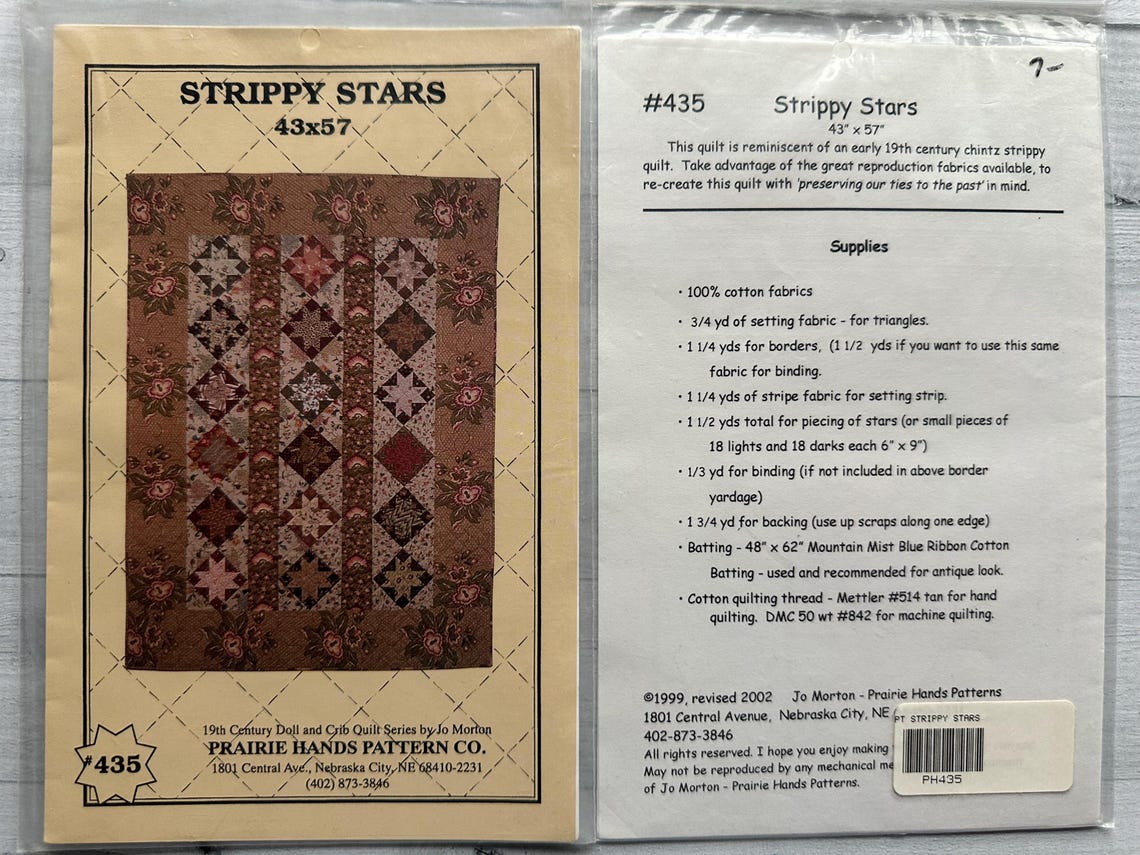 STRIPPY STARS
43x57
19th Century Doll and Crib Quilt Series by Jo Morton
PRAIRIE HANDS PATTERN CO.
1801 Central Ave., Nebraska City, NE 68410-2231
(402) 873-3846
#435
7-
#435 Strippy Stars
43" x 57"
This quilt is reminiscent of an early 19th century chintz strippy
quilt. Take advantage of the great reproduction fabrics available, to
re-create this quilt with 'preserving our ties to the past' in mind.
Supplies
· 100% cotton fabrics
· 3/4 yd of setting fabric - for triangles.
· 1 1/4 yds for borders, (1 1/2 yds if you want to use this same
fabric for binding.
· 1 1/4 yds of stripe fabric for setting strip.
· 1 1/2 yds total for piecing of stars (or small pieces of
18 lights and 18 darks each 6" x 9")
· 1/3 yd for binding (if not included in above border
yardage)
· 1 3/4 yd for backing (use up scraps along one edge)
· Batting - 48" x 62" Mountain Mist Blue Ribbon Cotton
Batting - used and recommended for antique look.
· Cotton quilting thread - Mettler #514 tan for hand
quilting. DMC 50 wt #842 for machine quilting.
©1999, revised 2002 Jo Morton - Prairie Hands Patterns
1801 Central Avenue, Nebraska City, NE
402-873-3846
All rights reserved. I hope you enjoy making
May not be reproduced by any mechanical me
of Jo Morton - Prairie Hands Patterns.
PT STRIPPY STARS
PH435